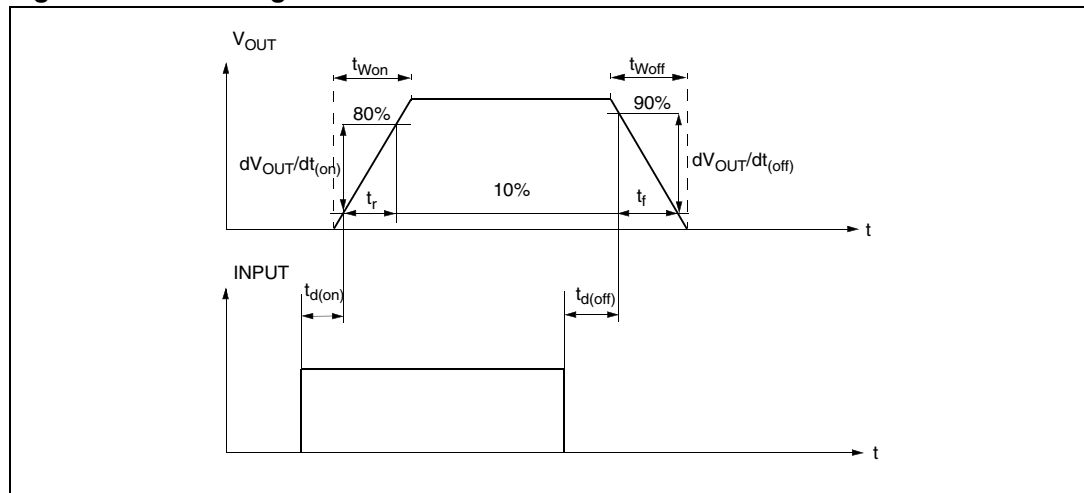 V_OUT
t_Won
t_Woff
80%
90%
dV_OUT/dt_(on)
dV_OUT/dt_(off)
t_r
10%
t_f
t
INPUT
t_d(on)
t_d(off)
t